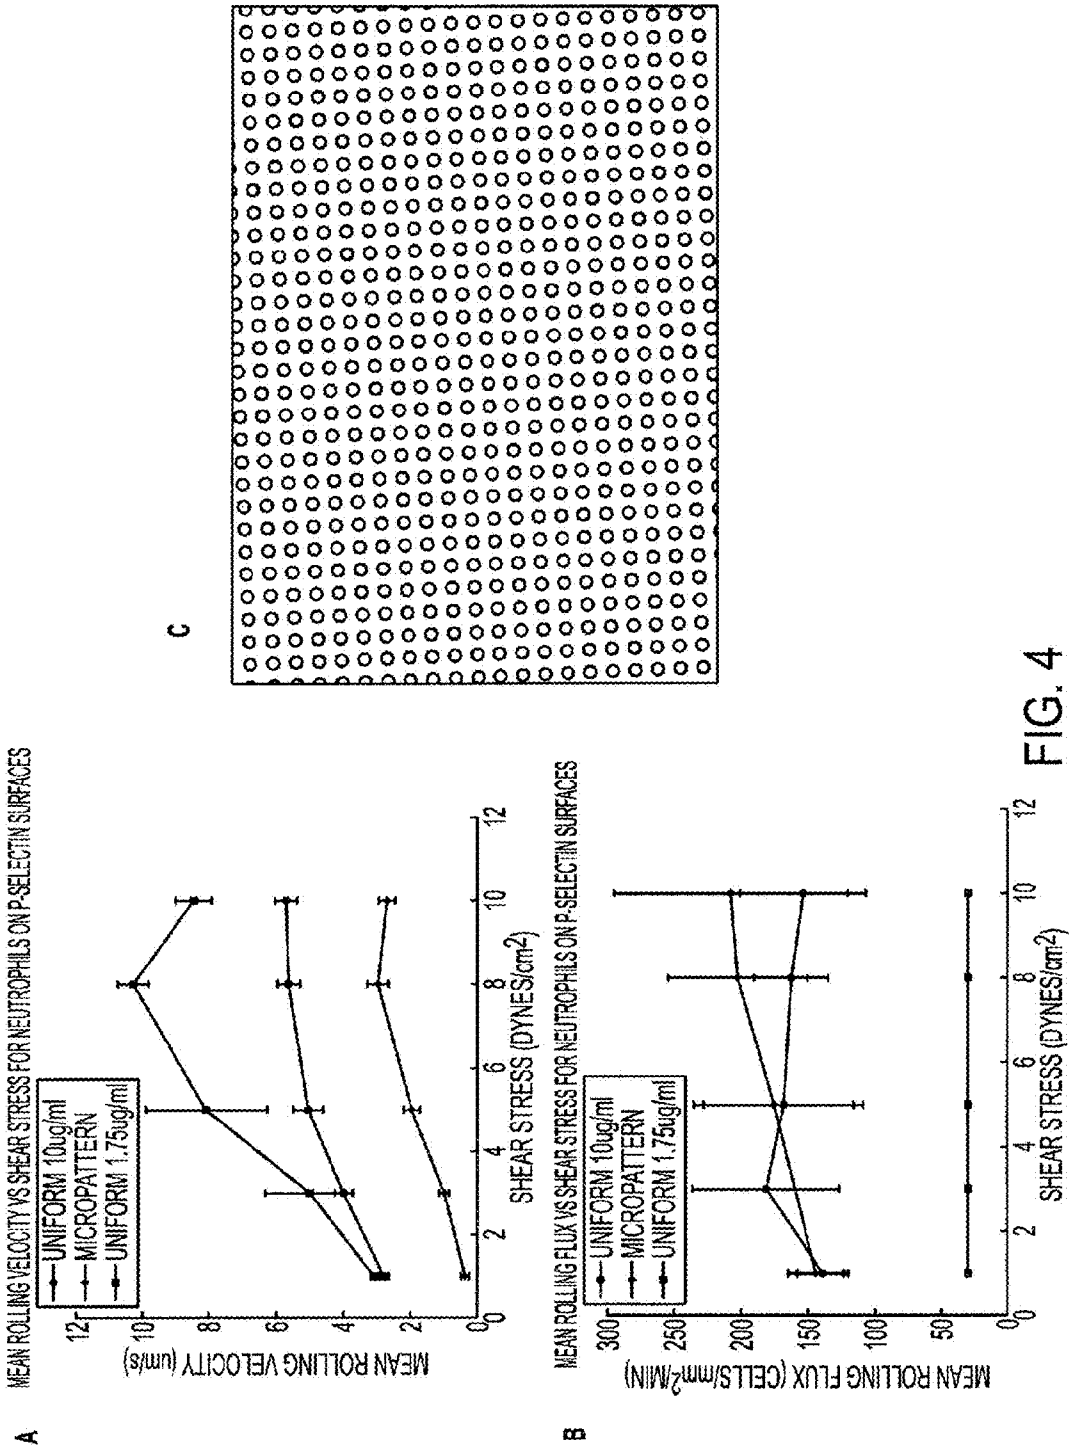 A
MEAN ROLLING VELOCITY VS SHEAR STRESS FOR NEUTROPHILS ON P-SELECTIN SURFACES
UNIFORM 10ug/ml
MICROPATTERN
UNIFORM 1.75ug/ml
MEAN ROLLING VELOCITY (um/s)
12
10
8
6
4
2
0
0
2
4
6
8
10
12
SHEAR STRESS (DYNES/cm2)
B
MEAN ROLLING FLUX VS SHEAR STRESS FOR NEUTROPHILS ON P-SELECTIN SURFACES
UNIFORM 10ug/ml
MICROPATTERN
UNIFORM 1.75ug/ml
MEAN ROLLING FLUX (CELLS/mm2/MIN)
300
250
200
150
100
50
0
0
2
4
6
8
10
12
SHEAR STRESS (DYNES/cm2)
C
FIG. 4